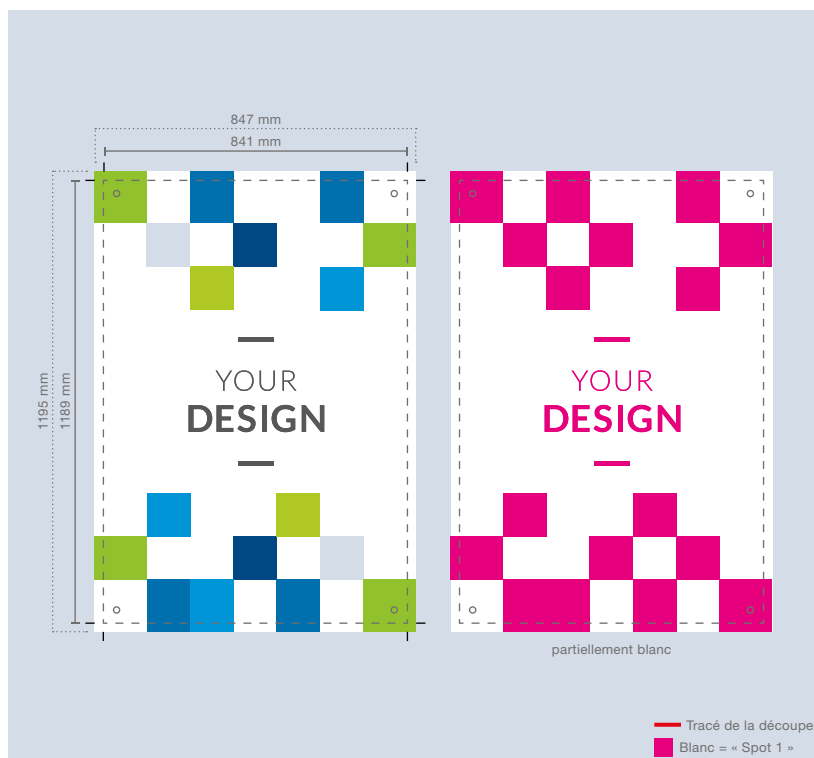 847 mm
841 mm
1195 mm
1189 mm
YOUR
DESIGN
YOUR
DESIGN
partiellement blanc
Tracé de la découpe
Blanc = « Spot 1 »